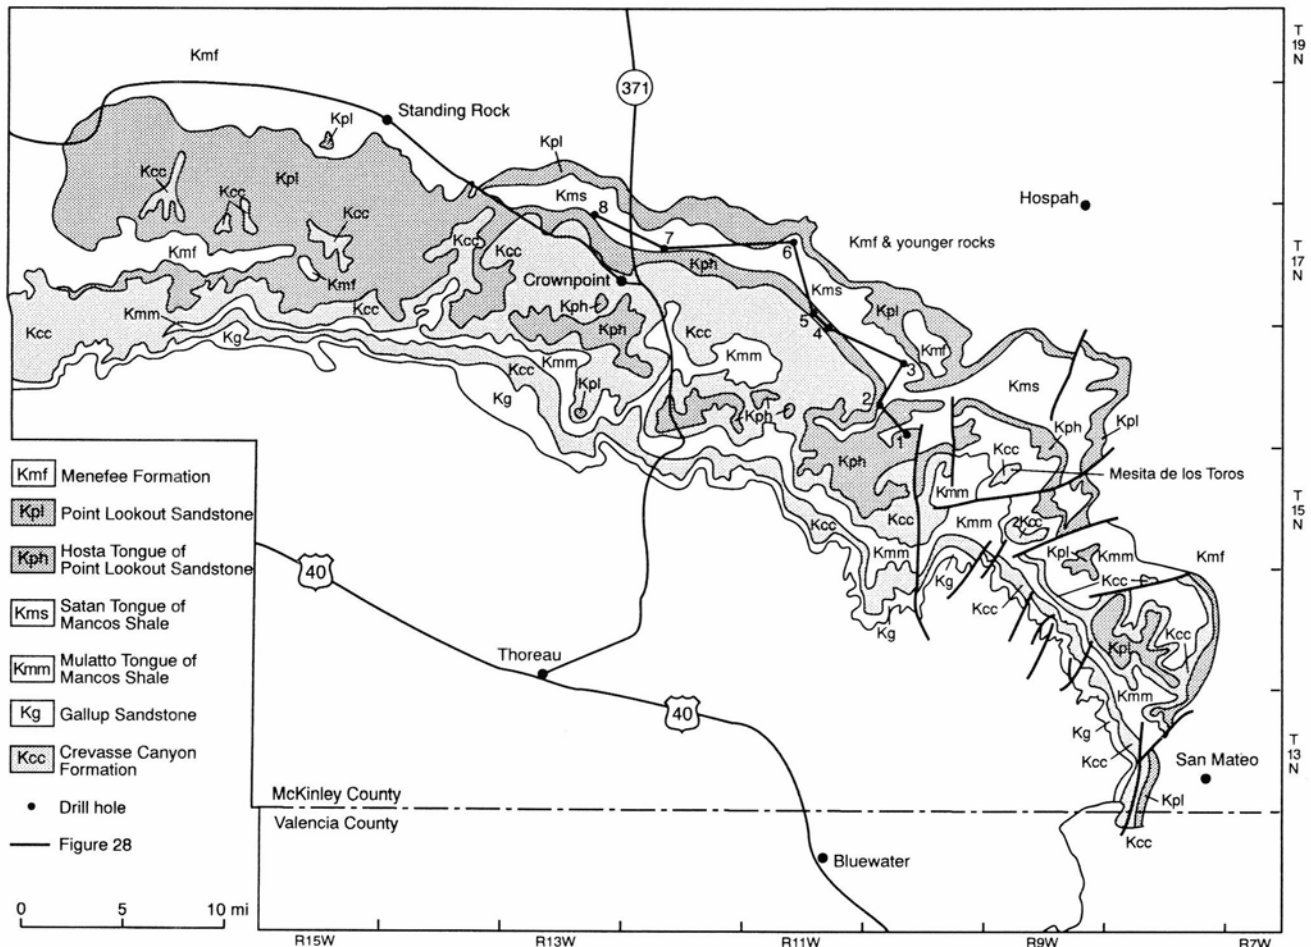 T
19
N
Kmf
371
Standing Rock
Kpl
Kpl
Kcc
Kcc
Kpl
Kms
Hospah
Kcc
8
7
6
Kmf & younger rocks
T
17
N
Kcc
Kcc
Kmf
Kmf
Kph
Crownpoint
Kms
Kpl
Kcc
Kph
5
4
Kcc
Kmm
Kph
Kcc
Kmf
Kg
Kmm
Kmm
3
Kms
Kcc
Kpl
2
Kg
Kph
1
Kph
Kpl
Kcc
Kph
Mesita de los Toros
Kmm
T
15
N
Kcc
Kcc
Kmm
Kcc
Kpl
Kmm
Kmf
Kmm
Kg
Kcc
Kcc
Kg
Kcc
Kpl
Kmm
Kg
Kcc
T
13
N
San Mateo
Kpl
Kcc
40
Thoreau
40
McKinley County
Valencia County
Bluewater
Kmf Menefee Formation
Kpl Point Lookout Sandstone
Kph Hosta Tongue of
Point Lookout Sandstone
Kms Satan Tongue of
Mancos Shale
Kmm Mulatto Tongue of
Mancos Shale
Kg Gallup Sandstone
Kcc Crevasse Canyon
Formation
Drill hole
Figure 28
0 5 10 mi
R15W R13W R11W R9W R7W